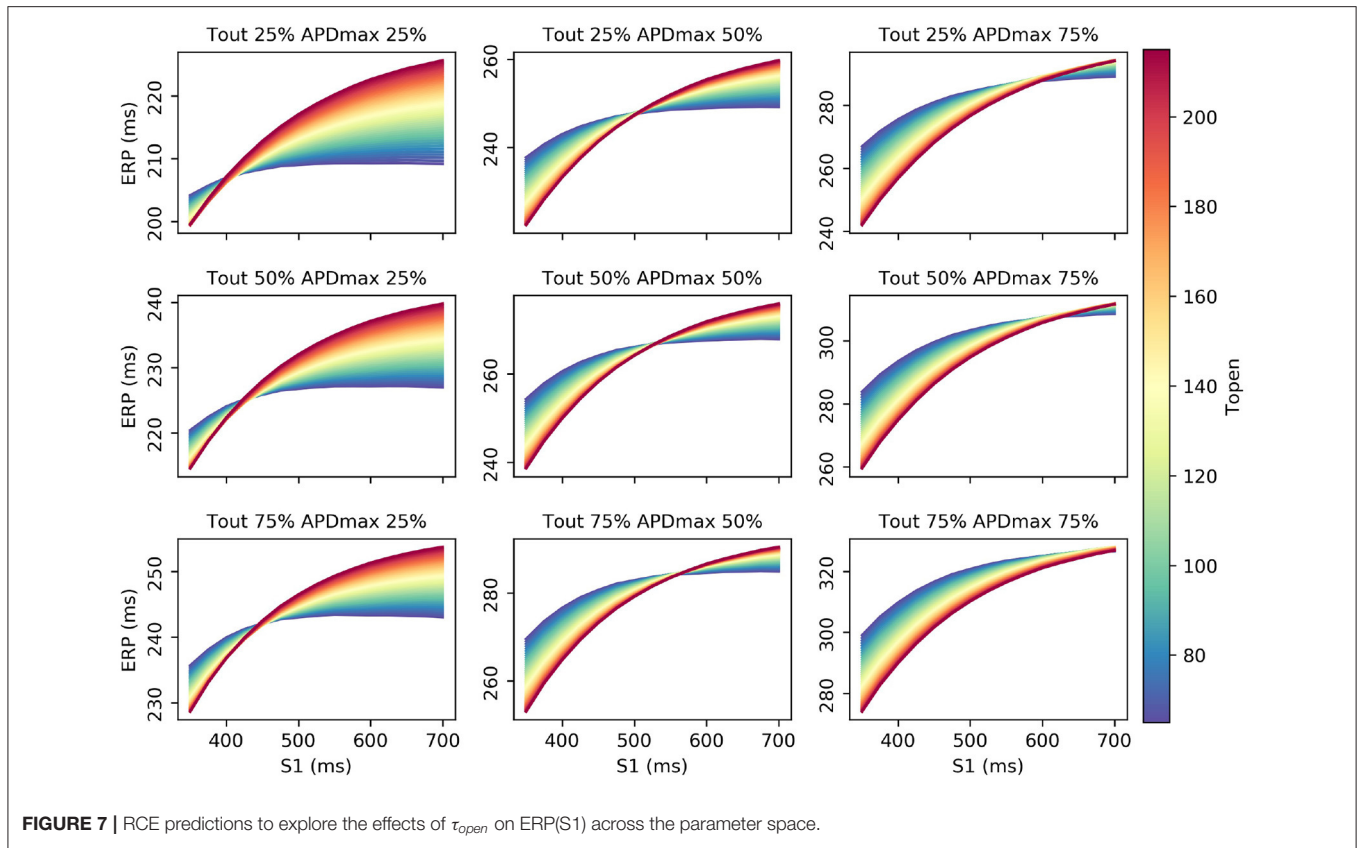 Tout 25% APDmax 25%
Tout 25% APDmax 50%
Tout 25% APDmax 75%
ERP (ms)
200
210
220
240
260
240
260
280
Tout 50% APDmax 25%
Tout 50% APDmax 50%
Tout 50% APDmax 75%
ERP (ms)
220
230
240
240
260
260
280
300
Tout 75% APDmax 25%
Tout 75% APDmax 50%
Tout 75% APDmax 75%
ERP (ms)
230
240
250
260
280
280
300
320
400 500 600 700
400 500 600 700
400 500 600 700
S1 (ms)
S1 (ms)
S1 (ms)
200
180
160
140
120
100
80
Topen
FIGURE 7 | RCE predictions to explore the effects of τopen on ERP(S1) across the parameter space.